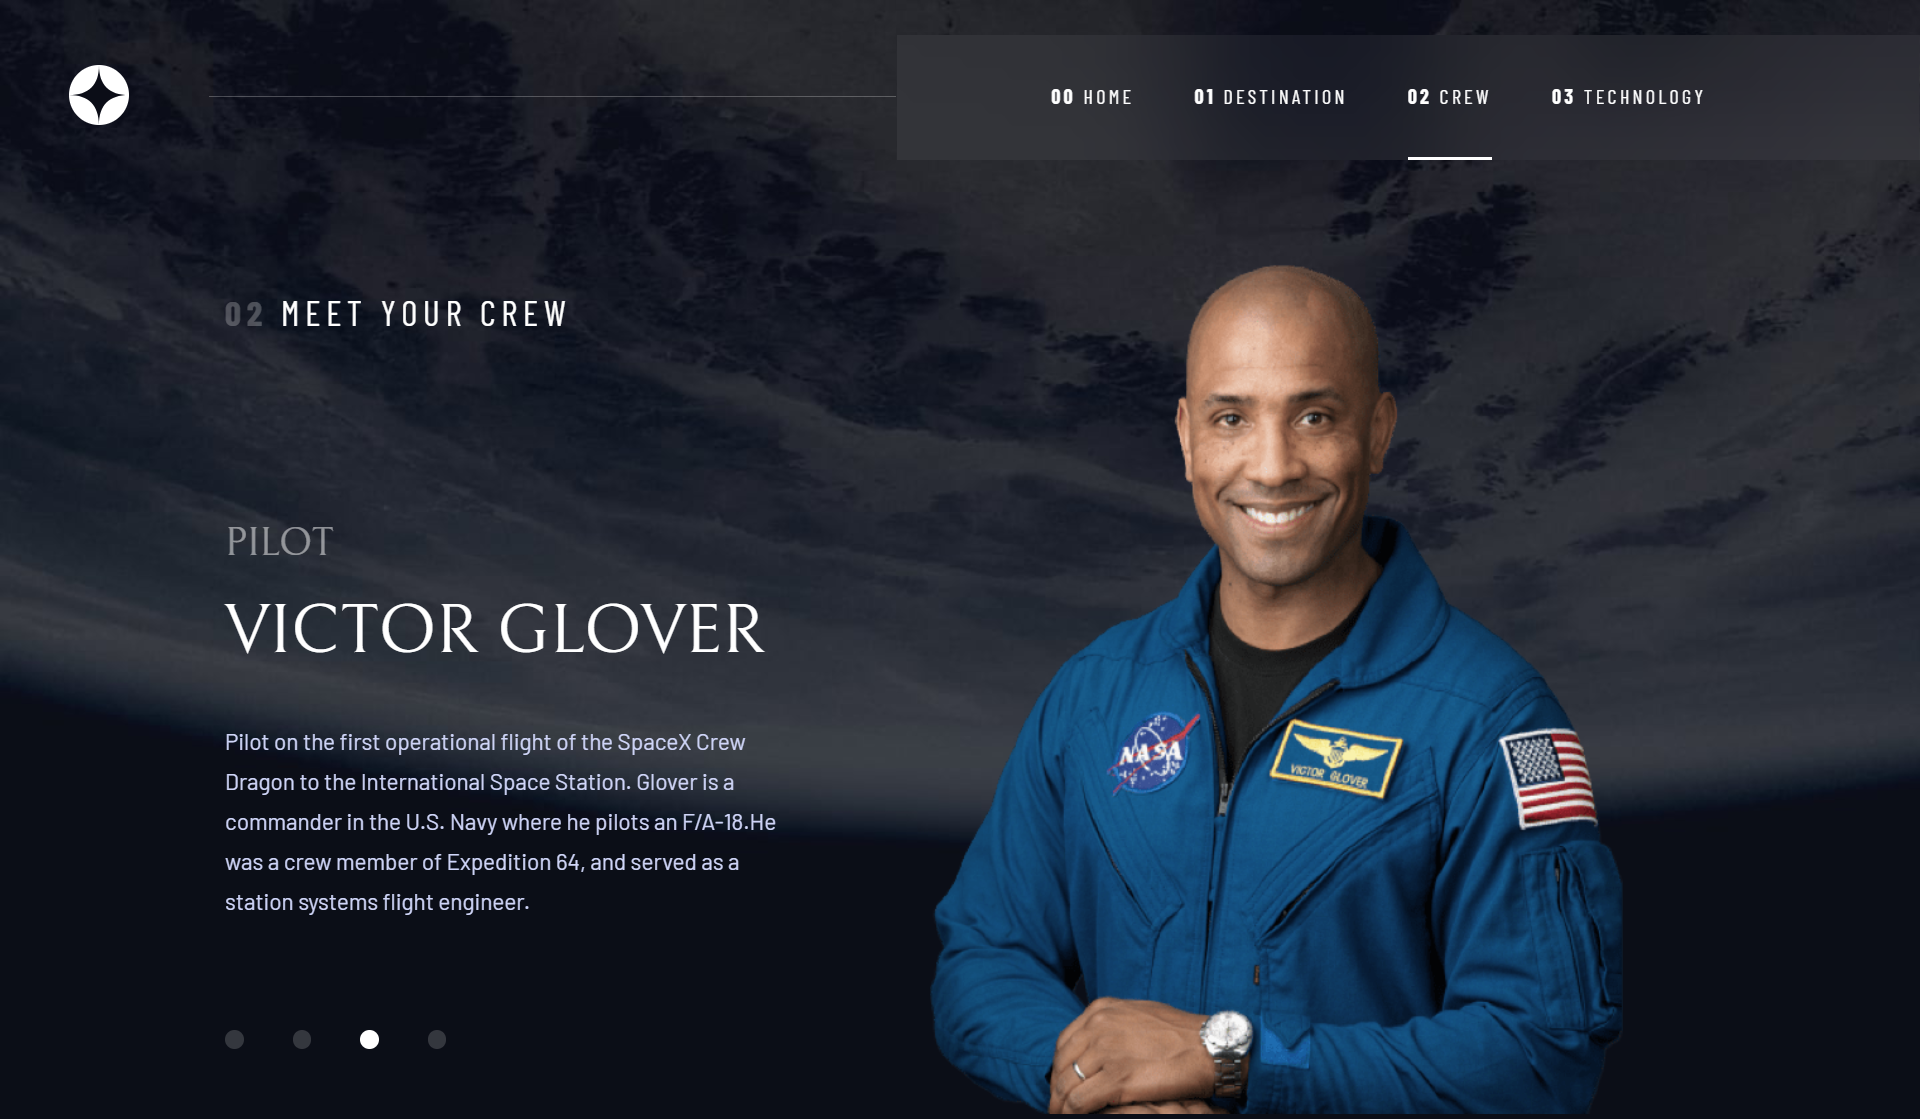 00 HOME 01 DESTINATION 02 CREW 03 TECHNOLOGY
02 MEET YOUR CREW
PILOT
VICTOR GLOVER
Pilot on the first operational flight of the SpaceX Crew
Dragon to the International Space Station. Glover is a
commander in the U.S. Navy where he pilots an F/A-18.He
was a crew member of Expedition 64, and served as a
station systems flight engineer.
NASA
VICTOR GLOVER